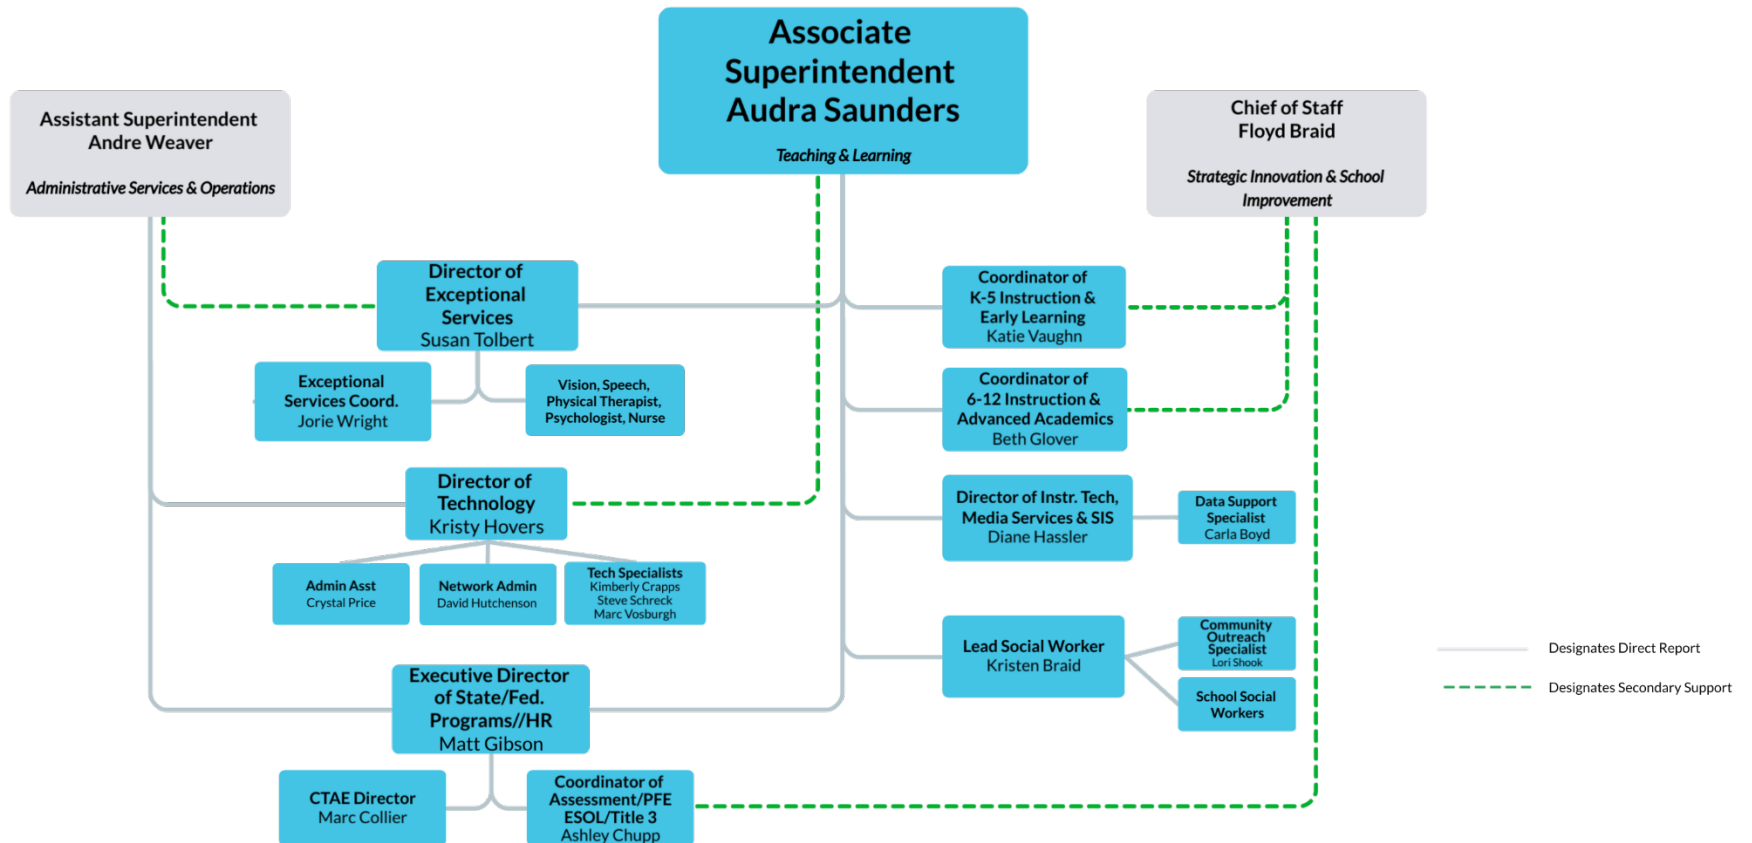 Associate
Superintendent
Audra Saunders
Teaching & Learning
Assistant Superintendent
Andre Weaver
Administrative Services & Operations
Chief of Staff
Floyd Braid
Strategic Innovation & School
Improvement
Director of
Exceptional
Services
Susan Tolbert
Exceptional
Services Coord.
Jorie Wright
Vision, Speech,
Physical Therapist,
Psychologist, Nurse
Director of
Technology
Kristy Hovers
Admin Asst
Crystal Price
Network Admin
David Hutchenson
Tech Specialists
Kimberly Crapps
Steve Schreck
Marc Vosburgh
Executive Director
of State/Fed.
Programs//HR
Matt Gibson
CTAE Director
Marc Collier
Coordinator of
Assessment/PFE
ESOL/Title 3
Ashley Chupp
Coordinator of
K-5 Instruction &
Early Learning
Katie Vaughn
Coordinator of
6-12 Instruction &
Advanced Academics
Beth Glover
Director of Instr. Tech,
Media Services & SIS
Diane Hassler
Data Support
Specialist
Carla Boyd
Lead Social Worker
Kristen Braid
Community
Outreach
Specialist
Lori Shook
School Social
Workers
Designates Direct Report
Designates Secondary Support